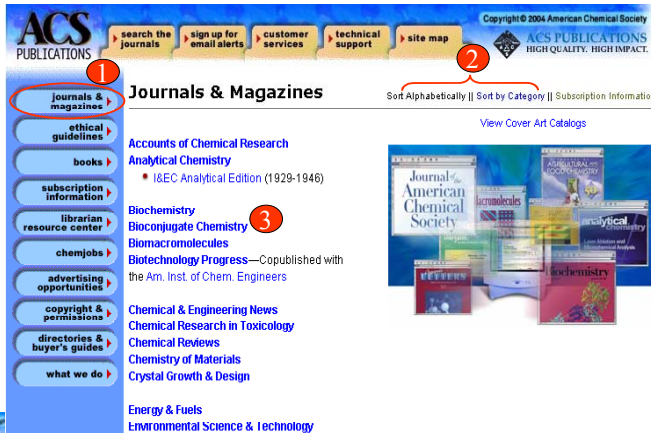 ACS
PUBLICATIONS
search the
journals
sign up for
email alerts
customer
services
technical
support
site map
Copyright © 2004 American Chemical Society
ACS PUBLICATIONS
HIGH QUALITY. HIGH IMPACT.
1
2
journals &
magazines
ethical
guidelines
books
subscription
information
librarian
resource center
chemjobs
advertising
opportunities
copyright &
permissions
directories &
buyer's guides
what we do
Journals & Magazines
Sort Alphabetically || Sort by Category || Subscription Informatio
View Cover Art Catalogs
Accounts of Chemical Research
Analytical Chemistry
I&EC Analytical Edition (1929-1946)
Biochemistry
Bioconjugate Chemistry
3
Biomacromolecules
Biotechnology Progress—Copublished with
the Am. Inst. of Chem. Engineers
Chemical & Engineering News
Chemical Research in Toxicology
Chemical Reviews
Chemistry of Materials
Crystal Growth & Design
Energy & Fuels
Environmental Science & Technology
Journal of the
American
Chemical
Society
AGRICULTURAL AND
FOOD CHEMISTRY
Macromolecules
analytical
chemistry
Biochemistry
LETTERS